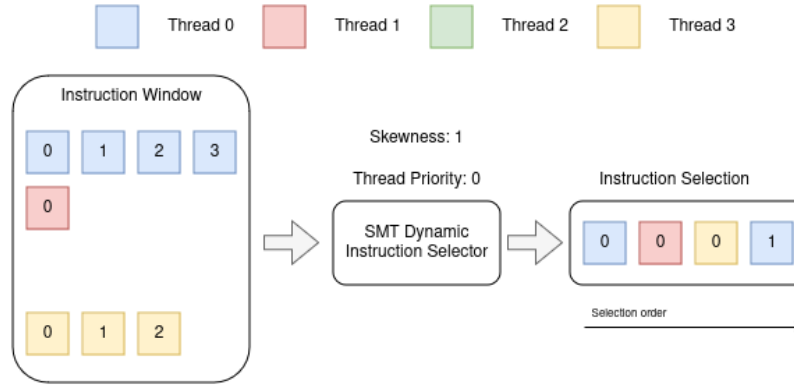 Thread 0
Thread 1
Thread 2
Thread 3
Instruction Window
0 1 2 3
0
0 1 2
Skewness: 1
Thread Priority: 0
SMT Dynamic
Instruction Selector
Instruction Selection
0 0 0 1
Selection order